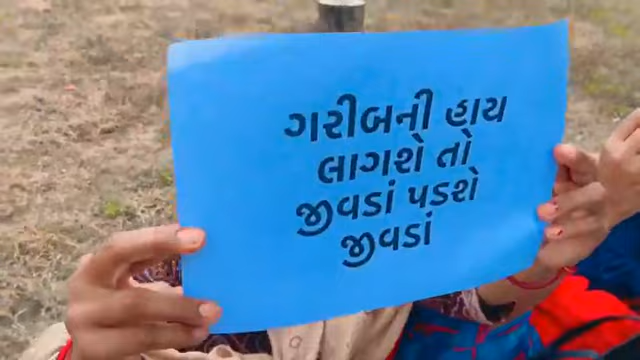 ગરીબની હાય
લાગશે તો
જીવડાં પડશે
જીવડાં